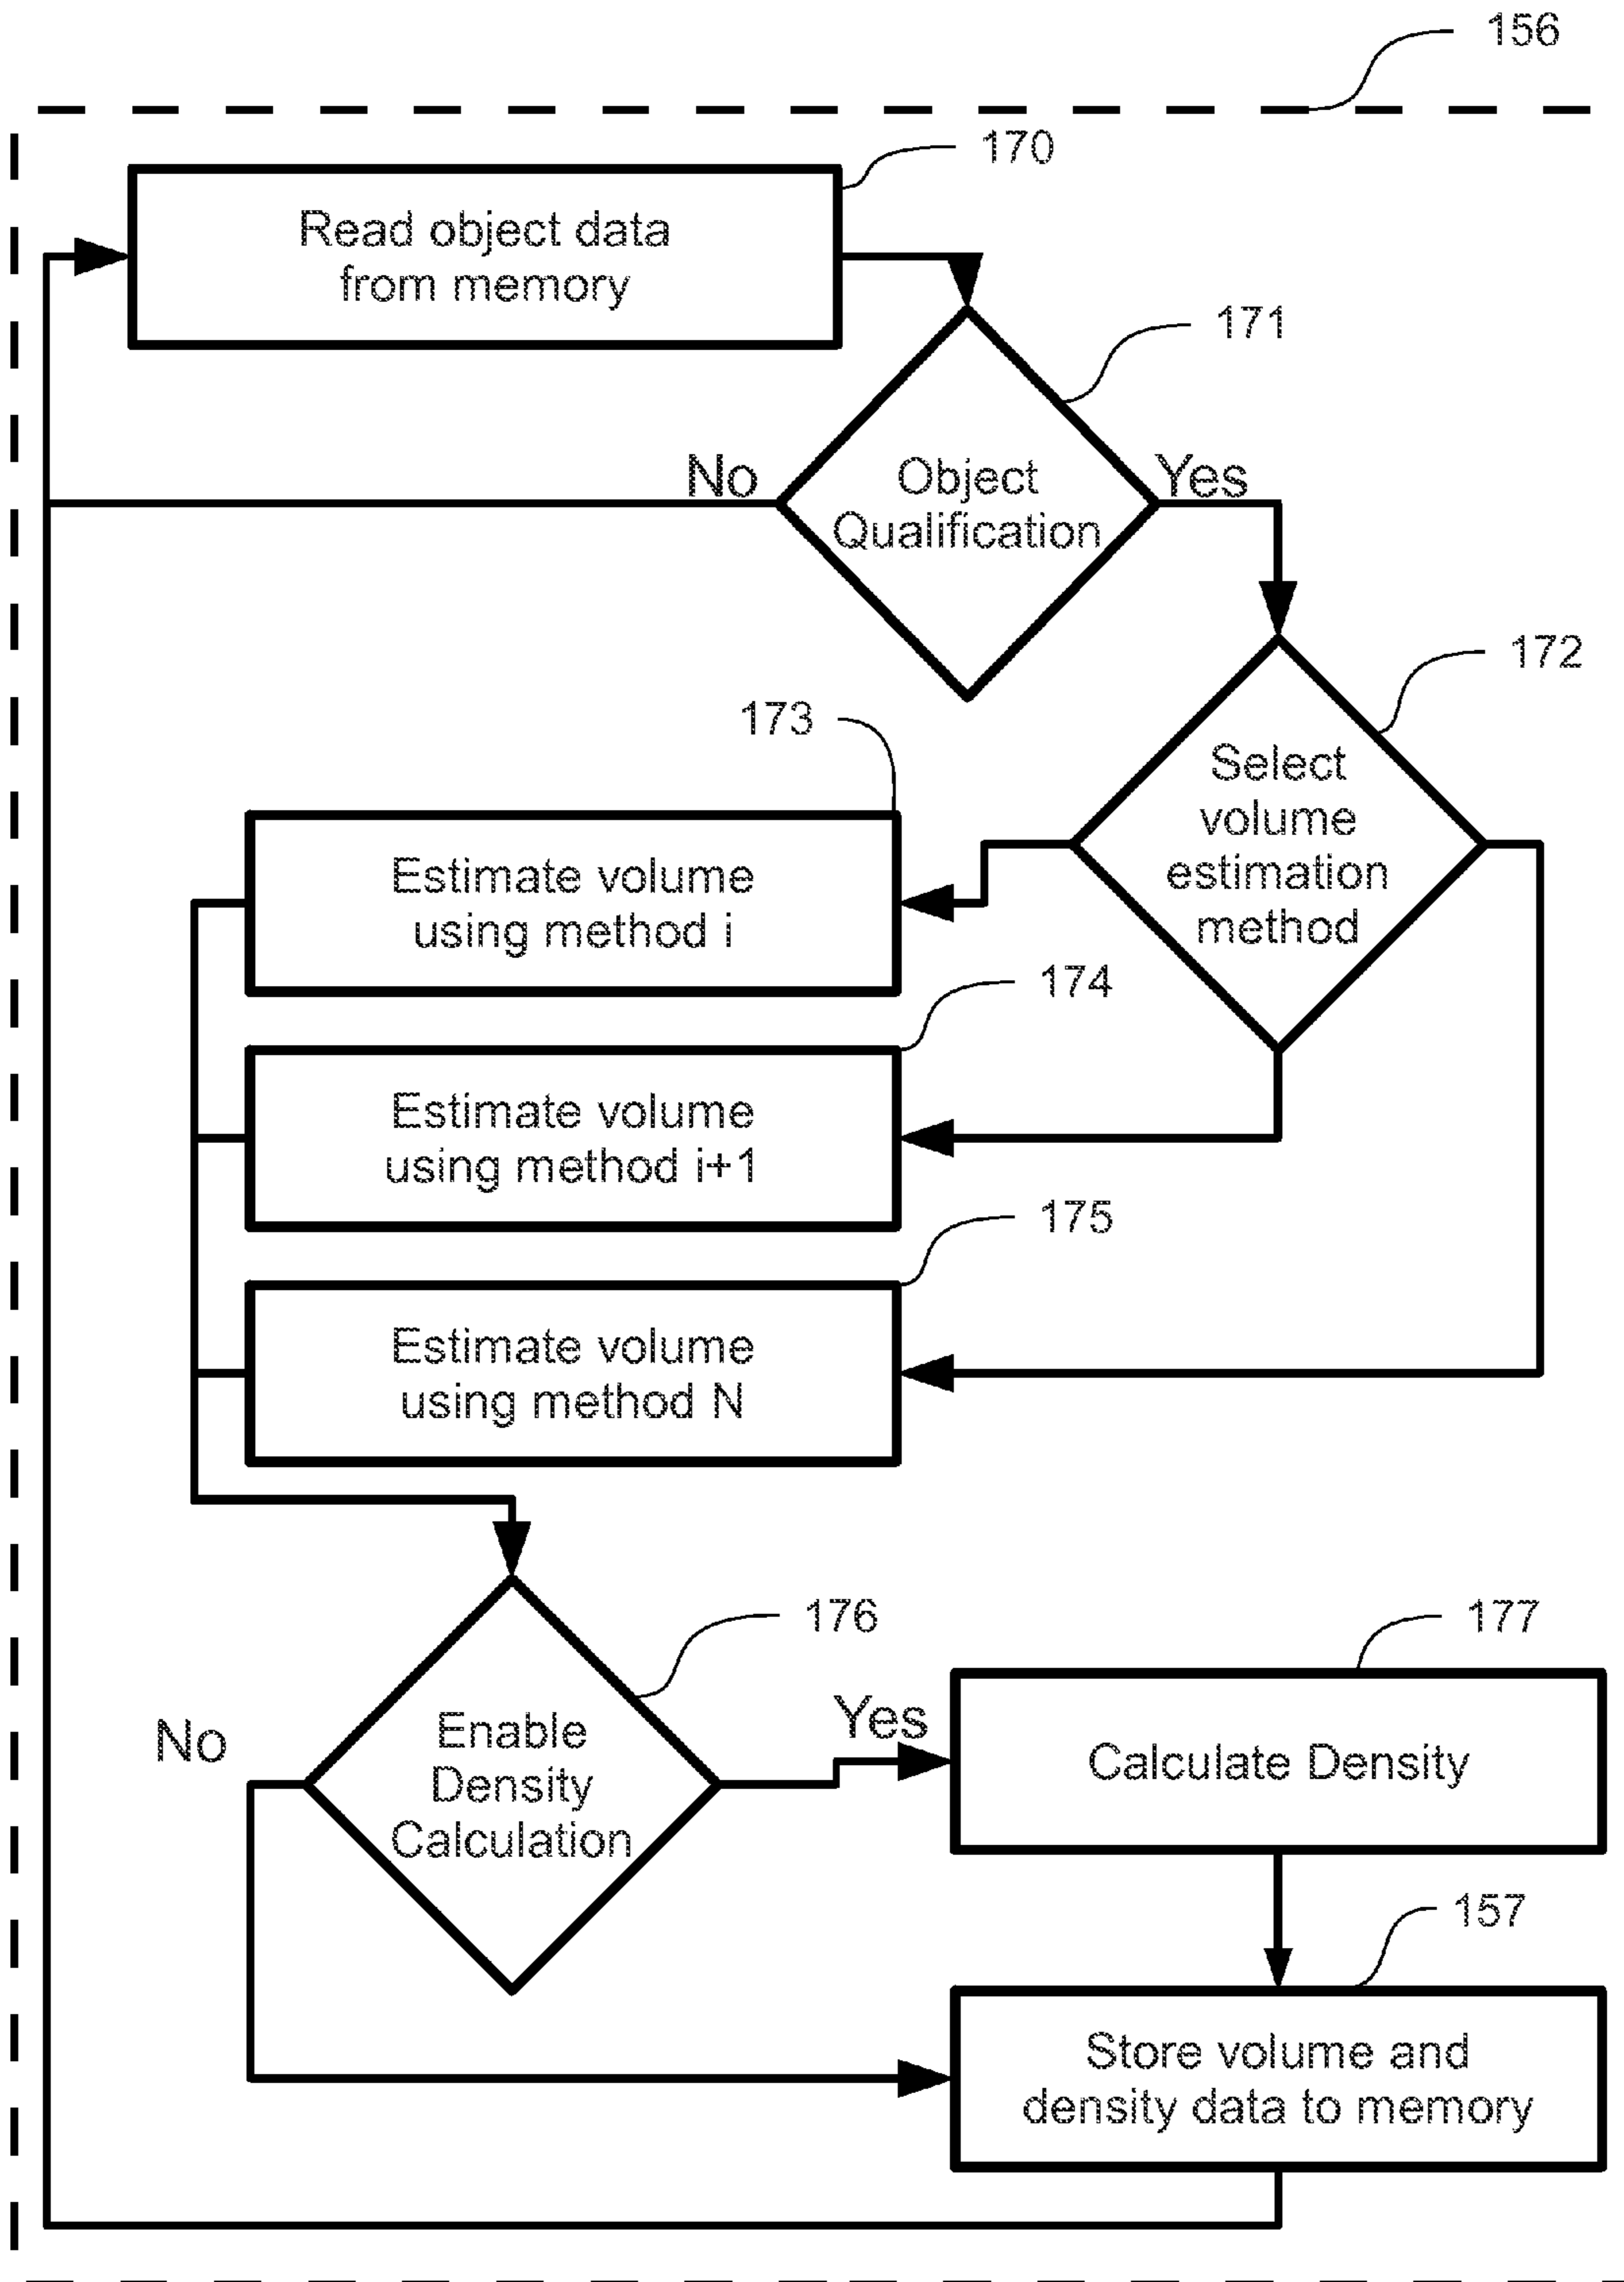 156
170
Read object data
from memory
171
No
Yes
Object
Qualification
172
173
Select
volume
estimation
method
Estimate volume
using method i
174
Estimate volume
using method i+1
175
Estimate volume
using method N
176
177
No
Yes
Enable
Density
Calculation
Calculate Density
157
Store volume and
density data to memory